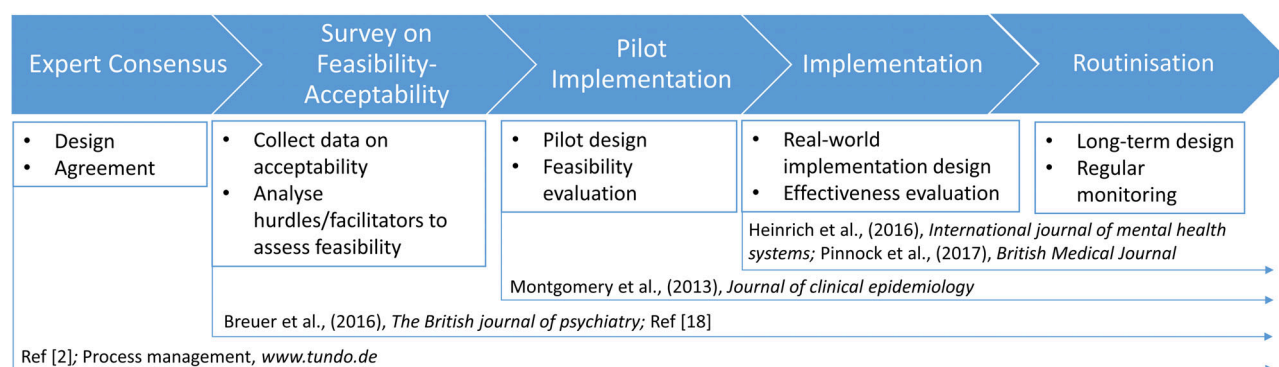 Expert Consensus
Survey on
Feasibility-
Acceptability
Pilot
Implementation
Implementation
Routinisation
• Design
• Agreement
• Collect data on
acceptability
• Analyse
hurdles/facilitators to
assess feasibility
• Pilot design
• Feasibility
evaluation
• Real-world
implementation design
• Effectiveness evaluation
• Long-term design
• Regular
monitoring
Heinrich et al., (2016), International journal of mental health
systems; Pinnock et al., (2017), British Medical Journal
Montgomery et al., (2013), Journal of clinical epidemiology
Breuer et al., (2016), The British journal of psychiatry; Ref [18]
Ref [2]; Process management, www.tundo.de